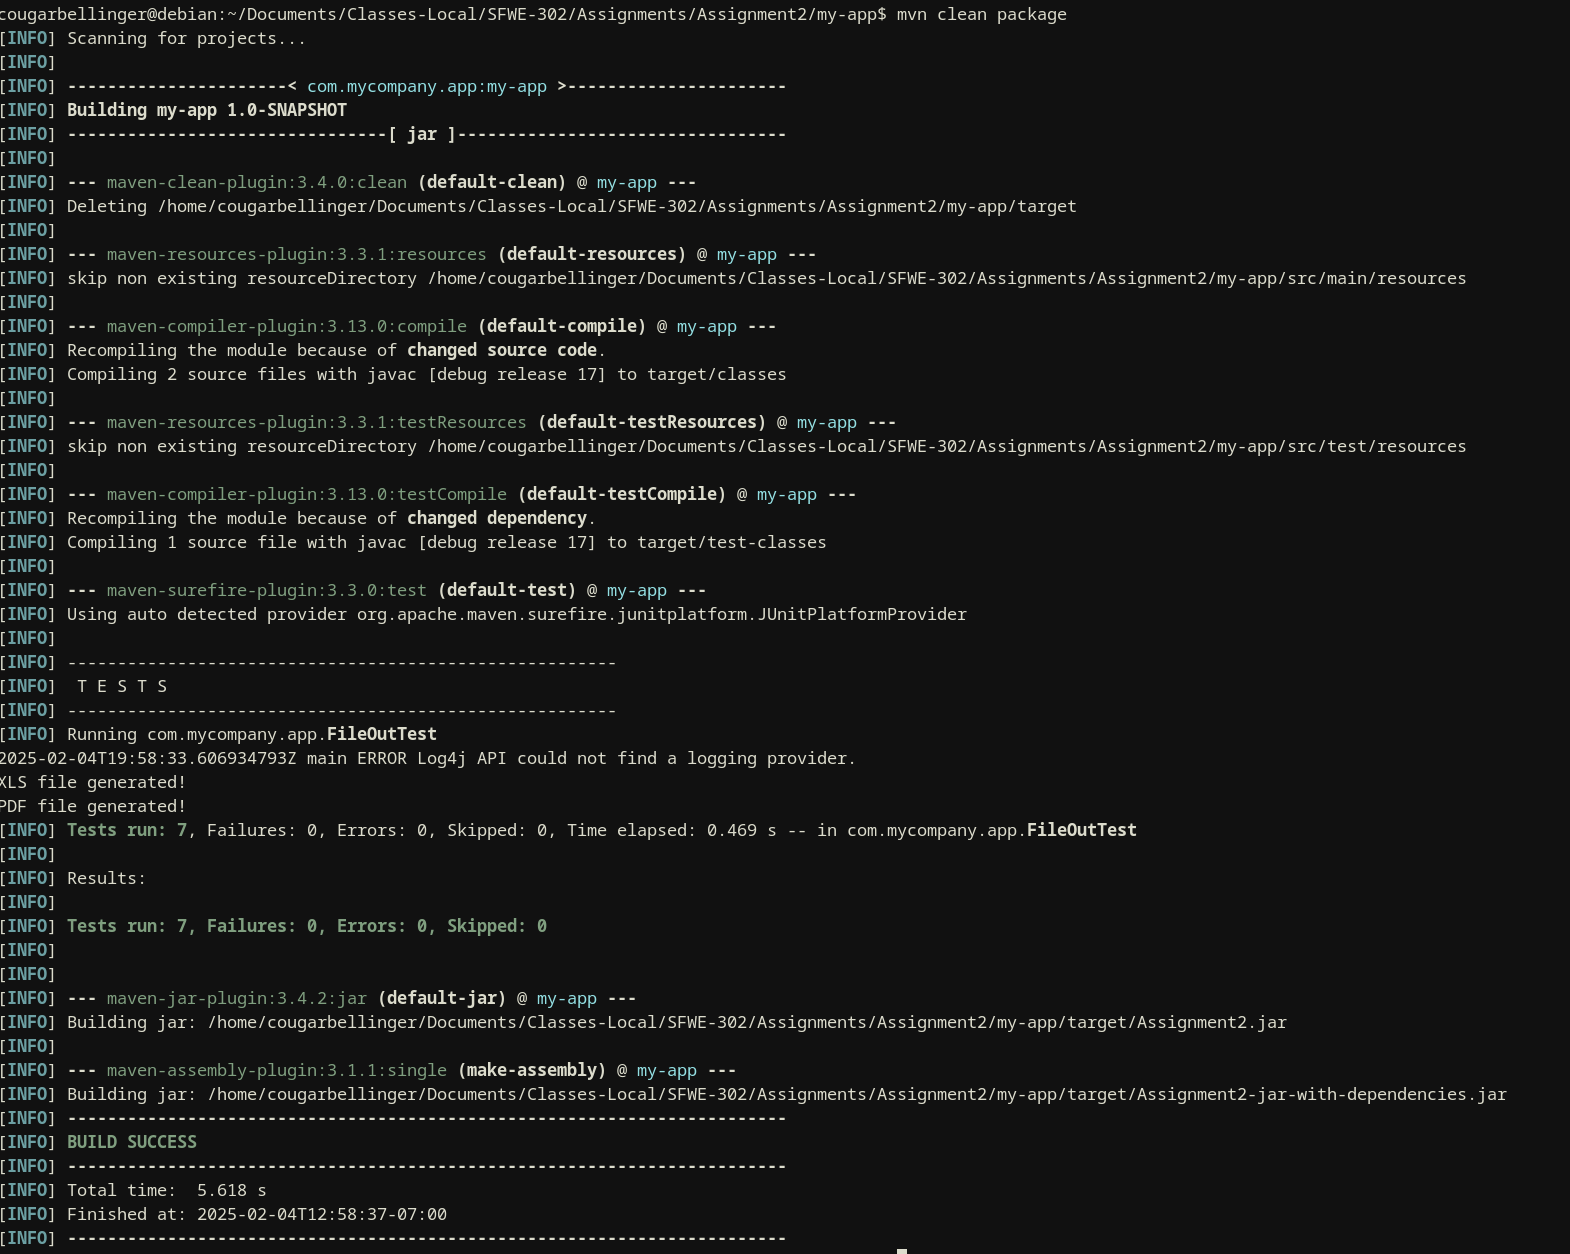 cougarbellinger@debian:~/Documents/Classes-Local/SFWE-302/Assignments/Assignment2/my-app$ mvn clean package
[INFO] Scanning for projects...
[INFO]
[INFO] ----------------------< com.mycompany.app:my-app >----------------------
[INFO] Building my-app 1.0-SNAPSHOT
[INFO] --------------------------------[ jar ]---------------------------------
[INFO]
[INFO] --- maven-clean-plugin:3.4.0:clean (default-clean) @ my-app ---
[INFO] Deleting /home/cougarbellinger/Documents/Classes-Local/SFWE-302/Assignments/Assignment2/my-app/target
[INFO]
[INFO] --- maven-resources-plugin:3.3.1:resources (default-resources) @ my-app ---
[INFO] skip non existing resourceDirectory /home/cougarbellinger/Documents/Classes-Local/SFWE-302/Assignments/Assignment2/my-app/src/main/resources
[INFO]
[INFO] --- maven-compiler-plugin:3.13.0:compile (default-compile) @ my-app ---
[INFO] Recompiling the module because of changed source code.
[INFO] Compiling 2 source files with javac [debug release 17] to target/classes
[INFO]
[INFO] --- maven-resources-plugin:3.3.1:testResources (default-testResources) @ my-app ---
[INFO] skip non existing resourceDirectory /home/cougarbellinger/Documents/Classes-Local/SFWE-302/Assignments/Assignment2/my-app/src/test/resources
[INFO]
[INFO] --- maven-compiler-plugin:3.13.0:testCompile (default-testCompile) @ my-app ---
[INFO] Recompiling the module because of changed dependency.
[INFO] Compiling 1 source file with javac [debug release 17] to target/test-classes
[INFO]
[INFO] --- maven-surefire-plugin:3.3.0:test (default-test) @ my-app ---
[INFO] Using auto detected provider org.apache.maven.surefire.junitplatform.JUnitPlatformProvider
[INFO]
[INFO] -------------------------------------------------------
[INFO]  T E S T S
[INFO] -------------------------------------------------------
[INFO] Running com.mycompany.app.FileOutTest
2025-02-04T19:58:33.606934793Z main ERROR Log4j API could not find a logging provider.
XLS file generated!
PDF file generated!
[INFO] Tests run: 7, Failures: 0, Errors: 0, Skipped: 0, Time elapsed: 0.469 s -- in com.mycompany.app.FileOutTest
[INFO]
[INFO] Results:
[INFO]
[INFO] Tests run: 7, Failures: 0, Errors: 0, Skipped: 0
[INFO]
[INFO]
[INFO] --- maven-jar-plugin:3.4.2:jar (default-jar) @ my-app ---
[INFO] Building jar: /home/cougarbellinger/Documents/Classes-Local/SFWE-302/Assignments/Assignment2/my-app/target/Assignment2.jar
[INFO]
[INFO] --- maven-assembly-plugin:3.1.1:single (make-assembly) @ my-app ---
[INFO] Building jar: /home/cougarbellinger/Documents/Classes-Local/SFWE-302/Assignments/Assignment2/my-app/target/Assignment2-jar-with-dependencies.jar
[INFO] ------------------------------------------------------------------------
[INFO] BUILD SUCCESS
[INFO] ------------------------------------------------------------------------
[INFO] Total time:  5.618 s
[INFO] Finished at: 2025-02-04T12:58:37-07:00
[INFO] ------------------------------------------------------------------------